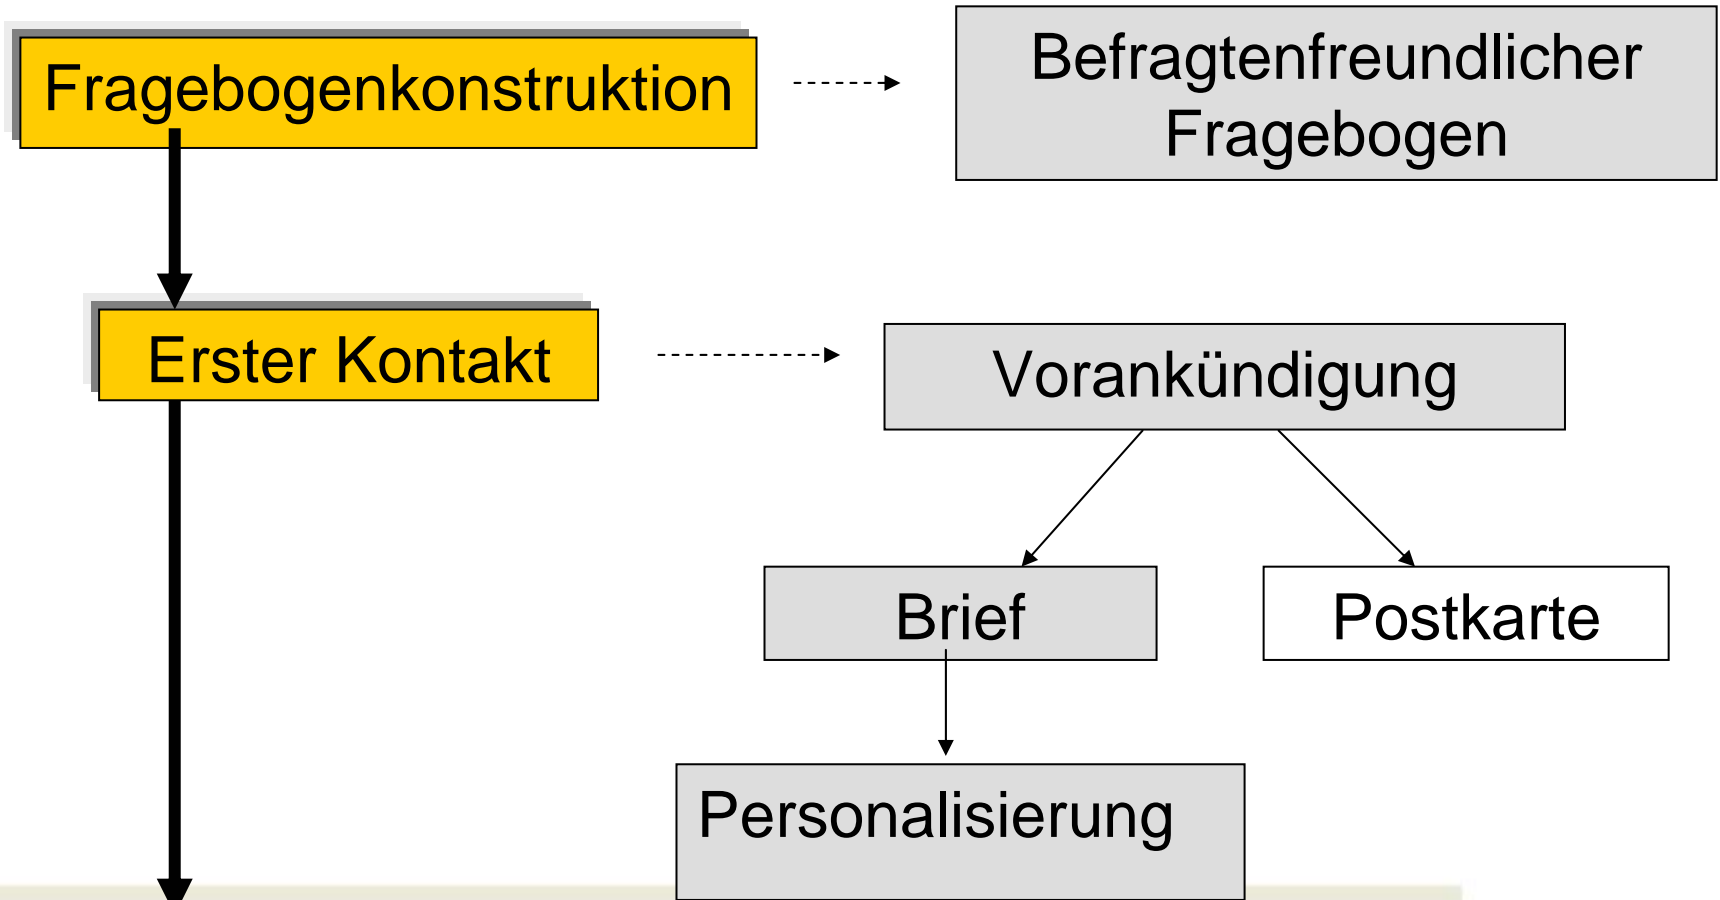 Fragebogenkonstruktion
Befragtenfreundlicher
Fragebogen
Erster Kontakt
Vorankündigung
Brief
Postkarte
Personalisierung